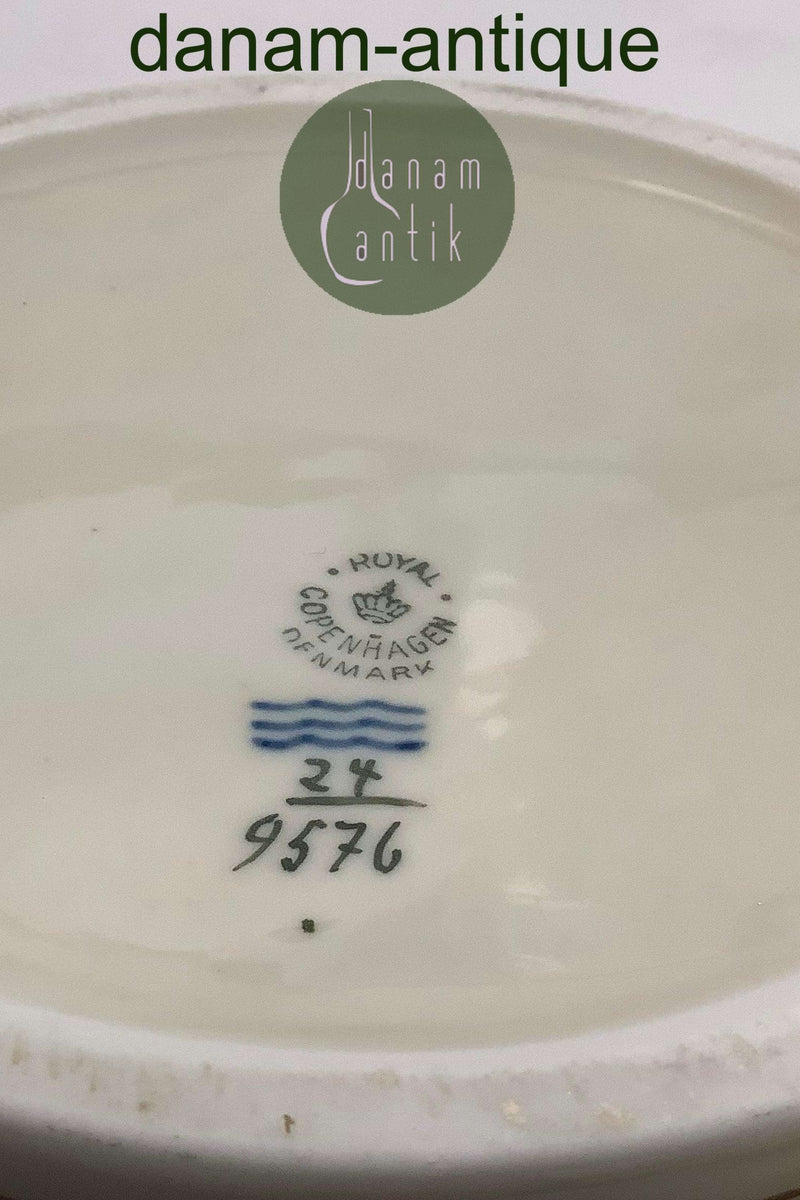 danam-antique
danam
antik
ROYAL
COPENHAGEN
DENMARK
24
9576